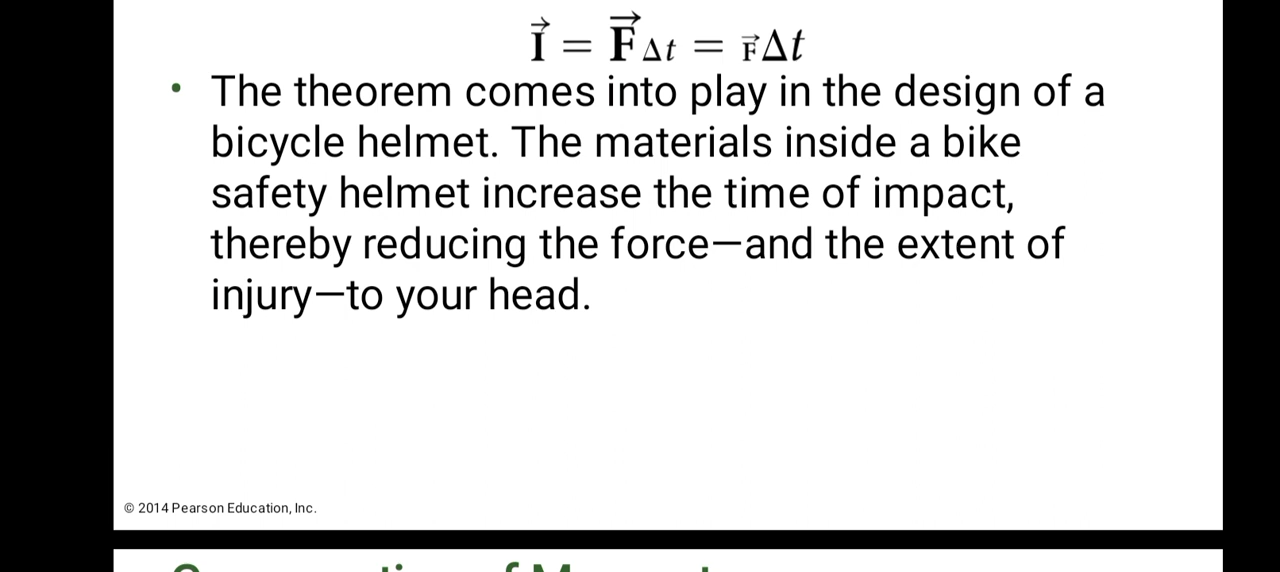 I⃗ = F⃗ Δt = F⃗Δt
• The theorem comes into play in the design of a
bicycle helmet. The materials inside a bike
safety helmet increase the time of impact,
thereby reducing the force—and the extent of
injury—to your head.
© 2014 Pearson Education, Inc.